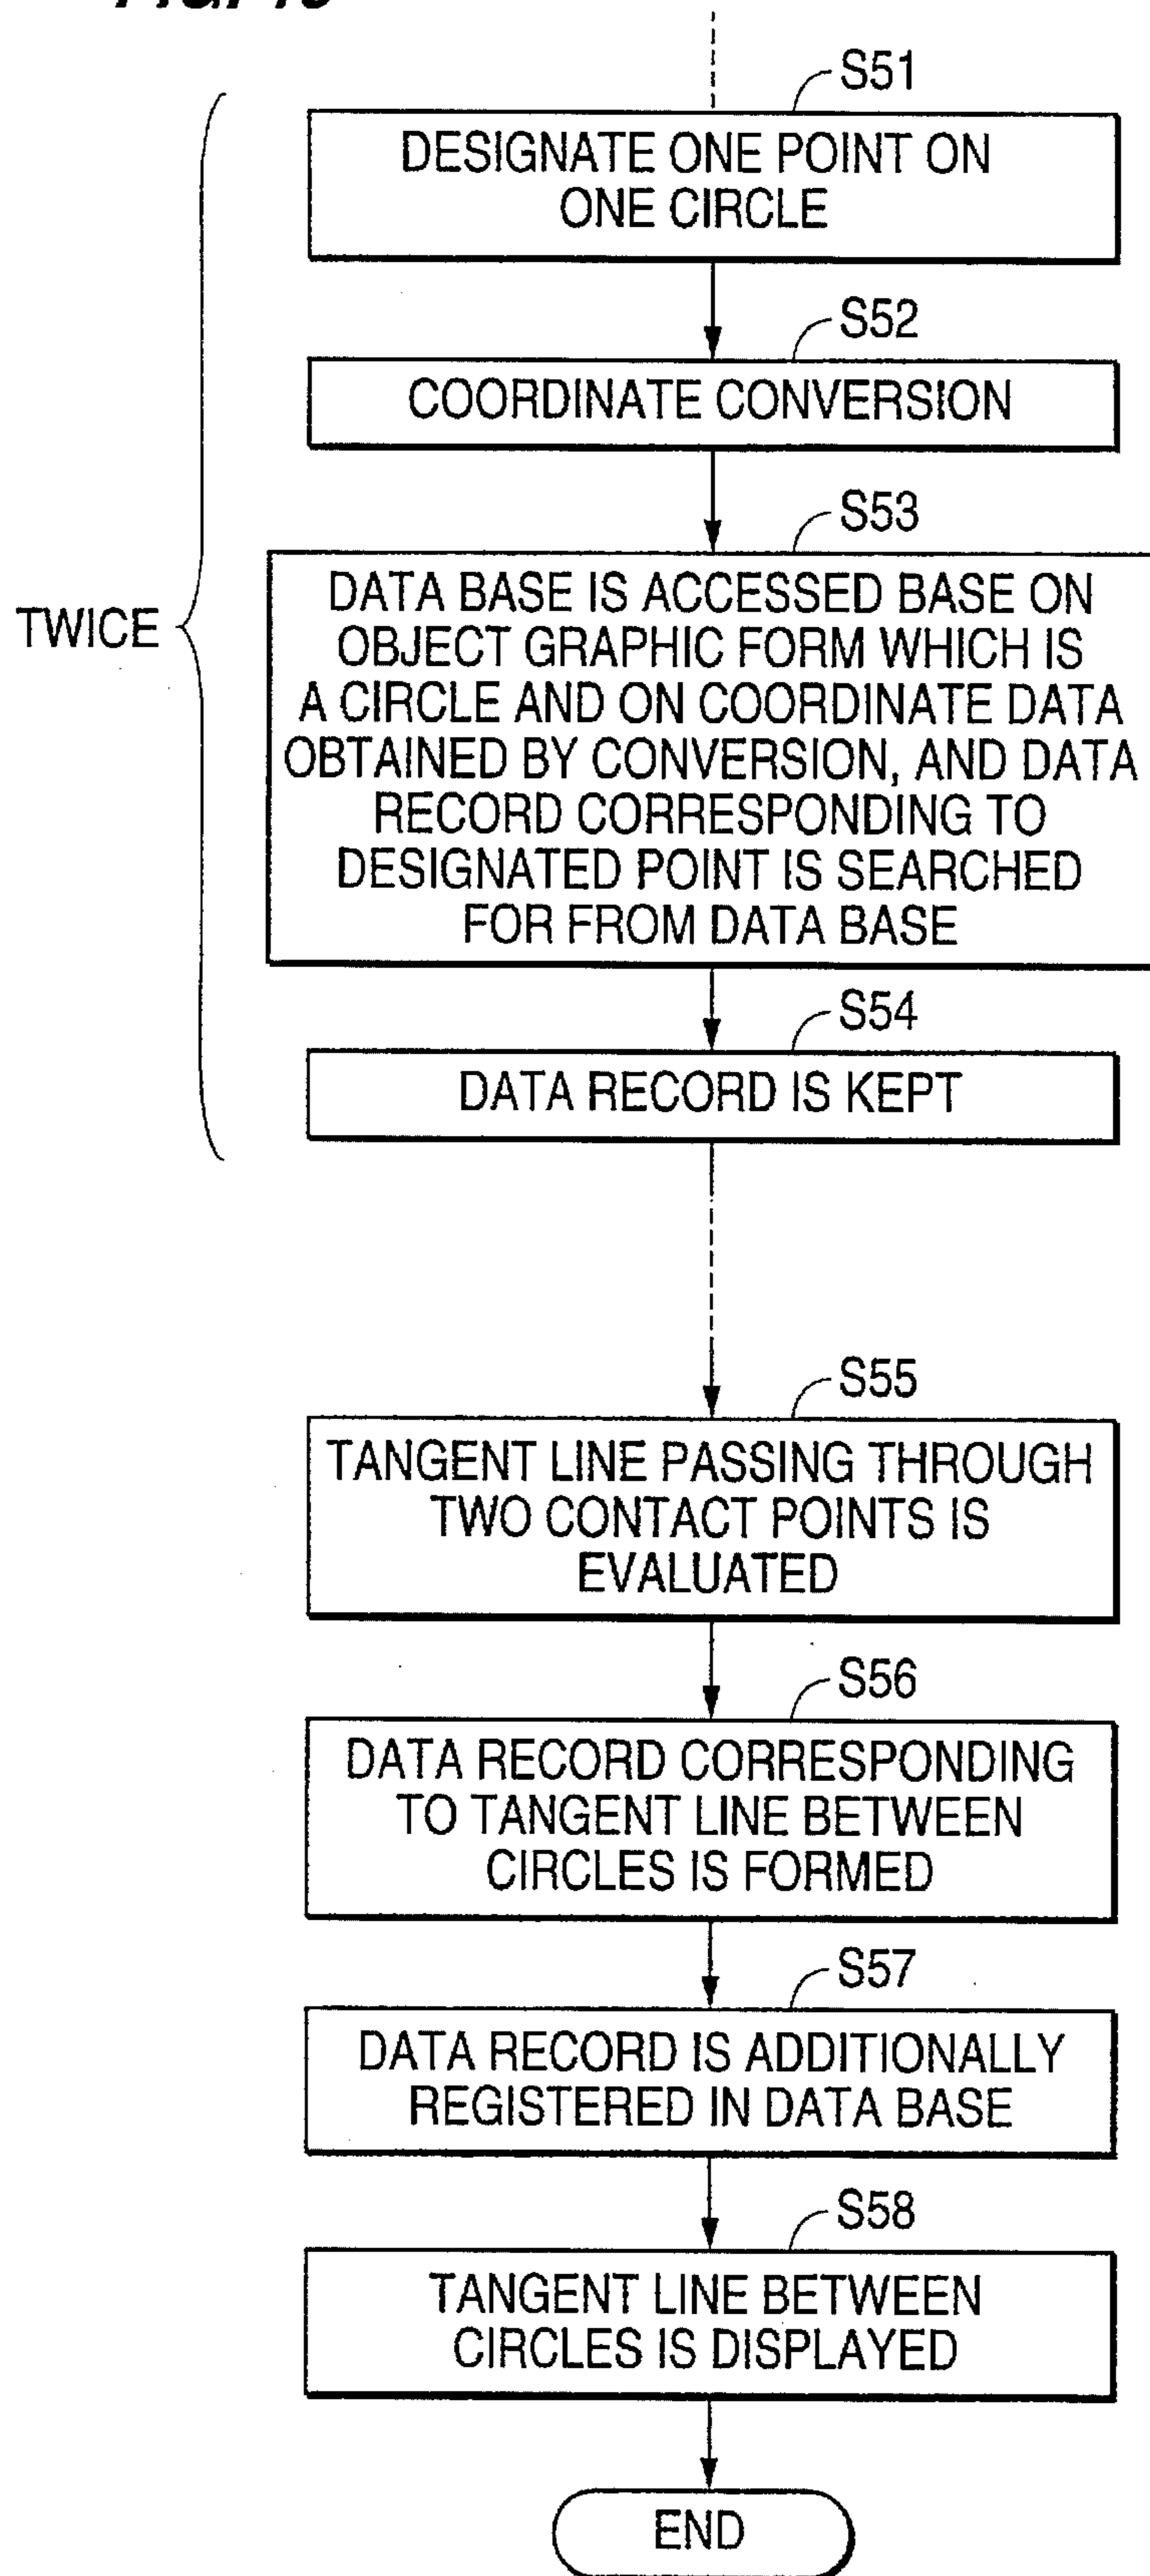 S51
DESIGNATE ONE POINT ON
ONE CIRCLE
S52
COORDINATE CONVERSION
S53
TWICE
DATA BASE IS ACCESSED BASE ON
OBJECT GRAPHIC FORM WHICH IS
A CIRCLE AND ON COORDINATE DATA
OBTAINED BY CONVERSION, AND DATA
RECORD CORRESPONDING TO
DESIGNATED POINT IS SEARCHED
FOR FROM DATA BASE
S54
DATA RECORD IS KEPT
S55
TANGENT LINE PASSING THROUGH
TWO CONTACT POINTS IS
EVALUATED
S56
DATA RECORD CORRESPONDING
TO TANGENT LINE BETWEEN
CIRCLES IS FORMED
S57
DATA RECORD IS ADDITIONALLY
REGISTERED IN DATA BASE
S58
TANGENT LINE BETWEEN
CIRCLES IS DISPLAYED
END